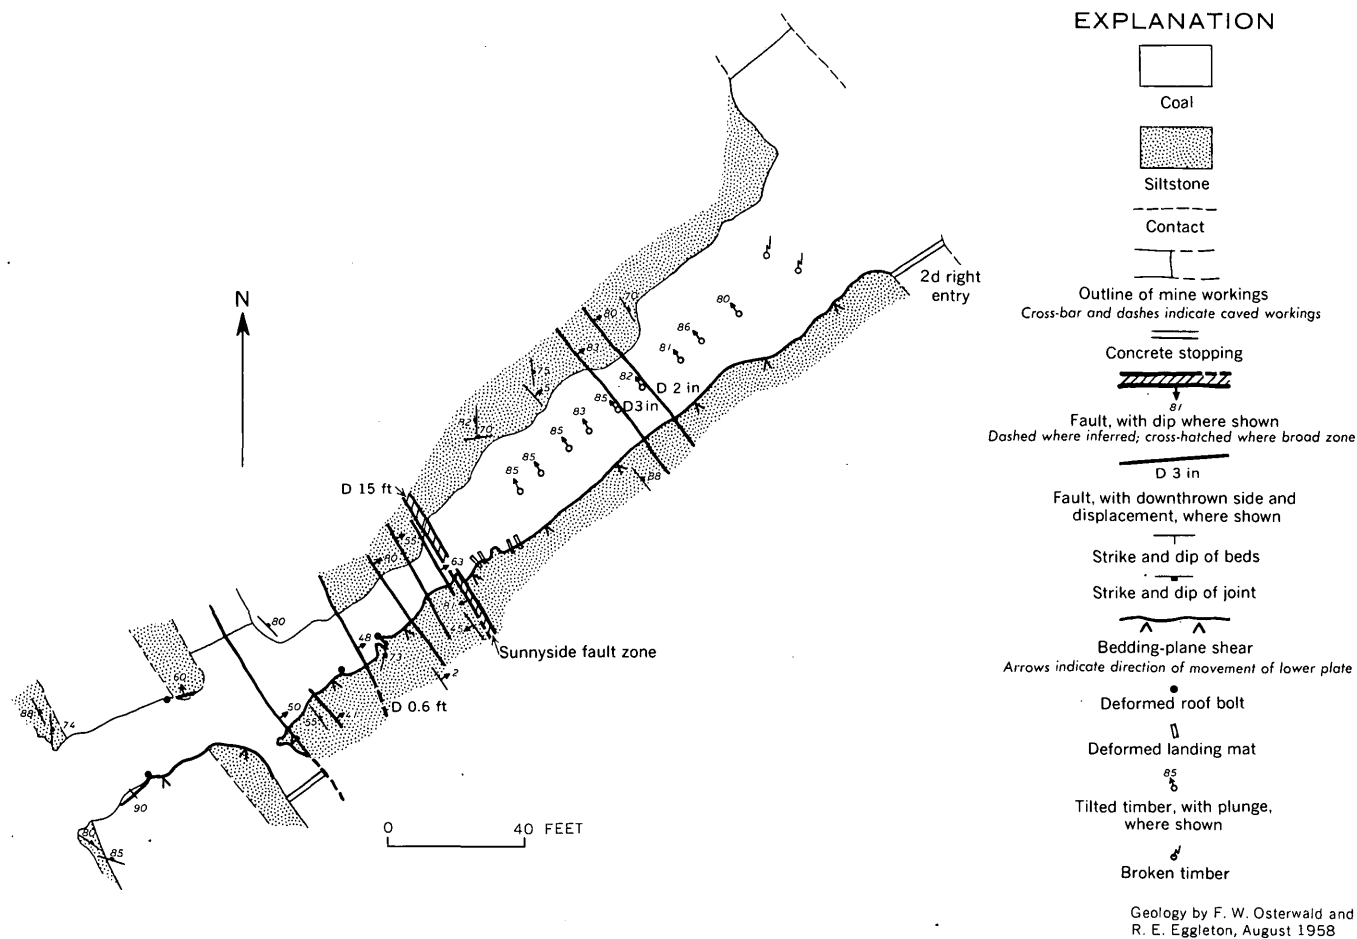 EXPLANATION
Coal
Siltstone
Contact
Outline of mine workings
Cross-bar and dashes indicate caved workings
Concrete stopping
81
Fault, with dip where shown
Dashed where inferred; cross-hatched where broad zone
D 3 in
Fault, with downthrown side and
displacement, where shown
Strike and dip of beds
Strike and dip of joint
Bedding-plane shear
Arrows indicate direction of movement of lower plate
Deformed roof bolt
Deformed landing mat
85
Tilted timber, with plunge,
where shown
Broken timber
Geology by F. W. Osterwald and
R. E. Eggleton, August 1958
N
2d right
entry
70
80
80
86
83
81
75
82
D 2 in
85
D3in
83
82
70
85
85
85
88
D 15 ft
55
80
63
45
Sunnyside fault zone
80
48
73
2
60
50
D 0.6 ft
55
88
74
90
80
85
0
40 FEET